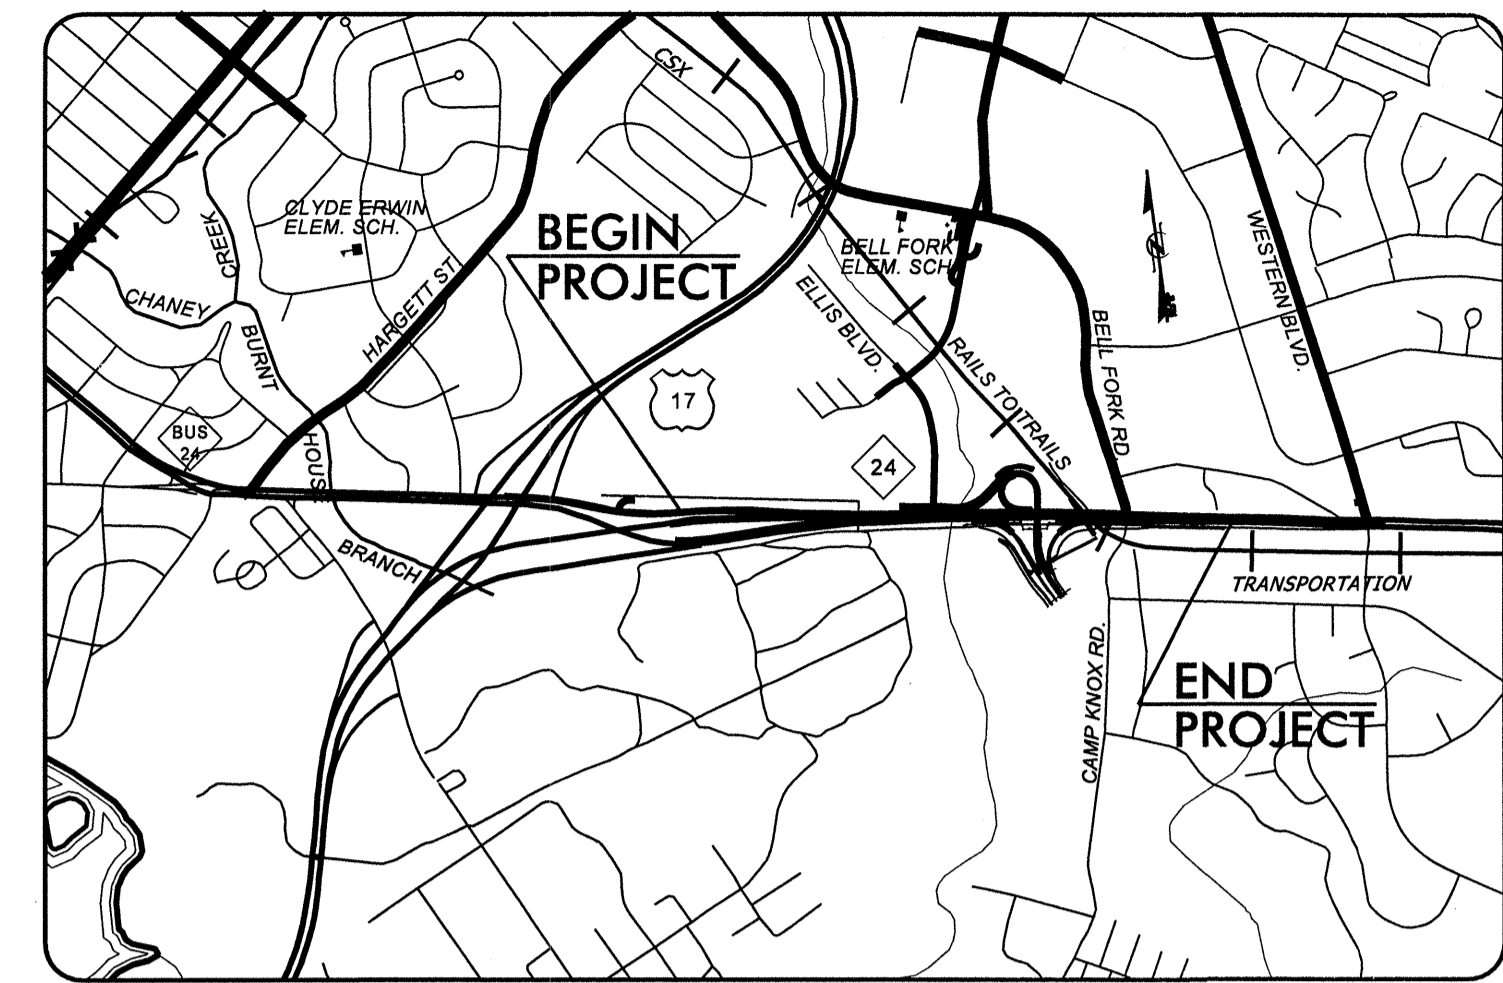 CSX
CLYDE ERWIN
ELEM. SCH.
CREEK
BEGIN
PROJECT
BELL FORK
ELEM. SCH.
WESTERN BLVD.
CHANEY
HARGETT ST.
ELLIS BLVD.
BURNT
RAILS TO TRAILS
BELL FORK RD.
17
BUS
24
HOUSE
24
BRANCH
TRANSPORTATION
CAMP KNOX RD.
END
PROJECT